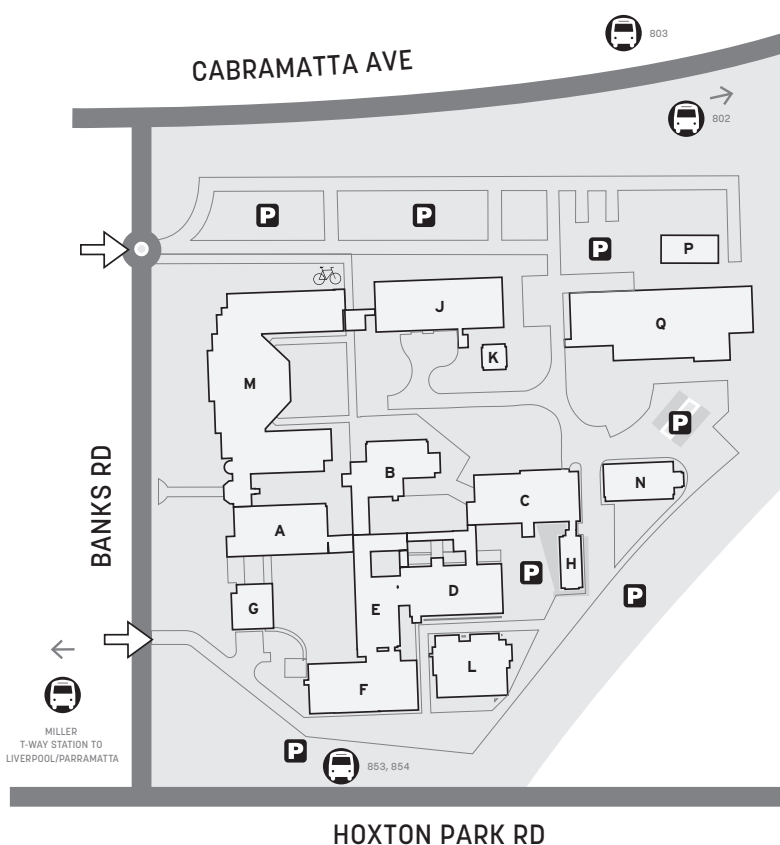 803
CABRAMATTA AVE
802
P
P
P
P
J
Q
K
M
P
BANKS RD
B
N
C
A
H
P
D
P
G
E
L
F
MILLER
T-WAY STATION TO
LIVERPOOL/PARRAMATTA
P
853, 854
HOXTON PARK RD